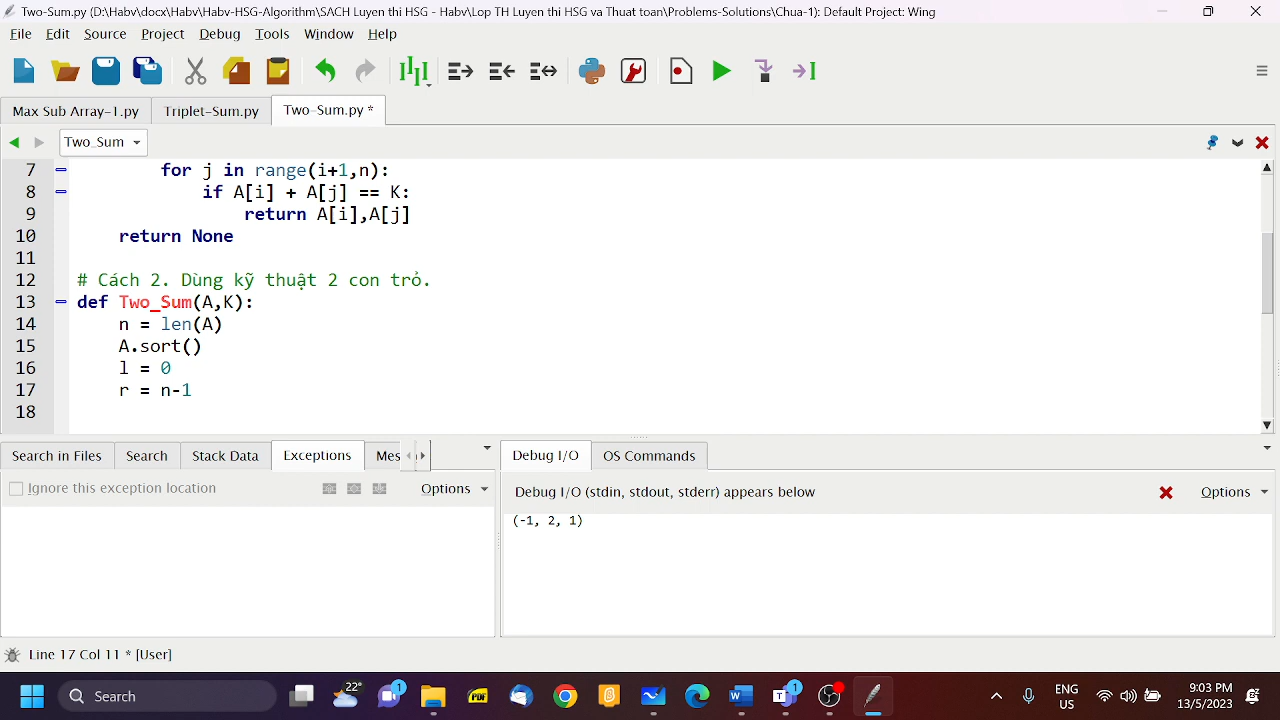 Two-Sum.py (D:\Habv\docx\Habv\Habv-HSG-Algorithm\SACH Luyen thi HSG - Habv\Lop TH Luyen thi HSG va Thuat toan\Problems-Solutions\Chua-1): Default Project: Wing
File Edit Source Project Debug Tools Window Help
Max Sub Array-1.py Triplet-Sum.py Two-Sum.py *
Two_Sum
7 for j in range(i+1,n):
8 if A[i] + A[j] == K:
9 return A[i],A[j]
10 return None
11
12 # Cách 2. Dùng kỹ thuật 2 con trỏ.
13 def Two_Sum(A,K):
14 n = len(A)
15 A.sort()
16 l = 0
17 r = n-1
18
Search in Files Search Stack Data Exceptions Mes
Debug I/O OS Commands
Ignore this exception location Options
Debug I/O (stdin, stdout, stderr) appears below Options
(-1, 2, 1)
Line 17 Col 11 * [User]
Search 22° 1 PDF 1 ENG US 9:03 PM 13/5/2023